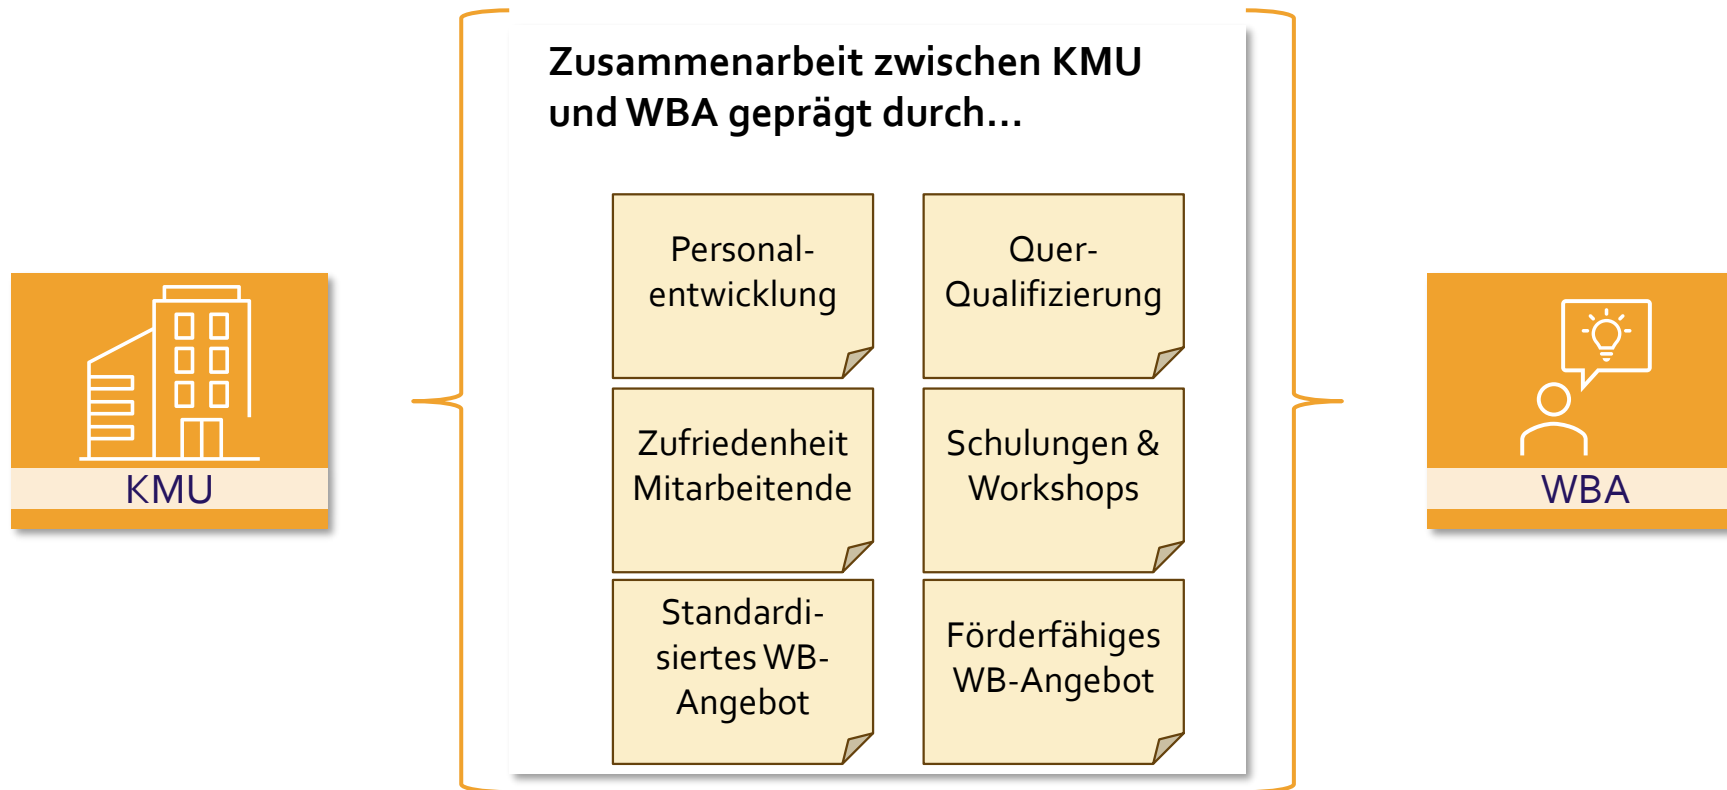 Zusammenarbeit zwischen KMU
und WBA geprägt durch...
Personal-
entwicklung
Quer-
Qualifizierung
KMU
Zufriedenheit
Mitarbeitende
Schulungen &
Workshops
WBA
Standardi-
siertes WB-
Angebot
Förderfähiges
WB-Angebot